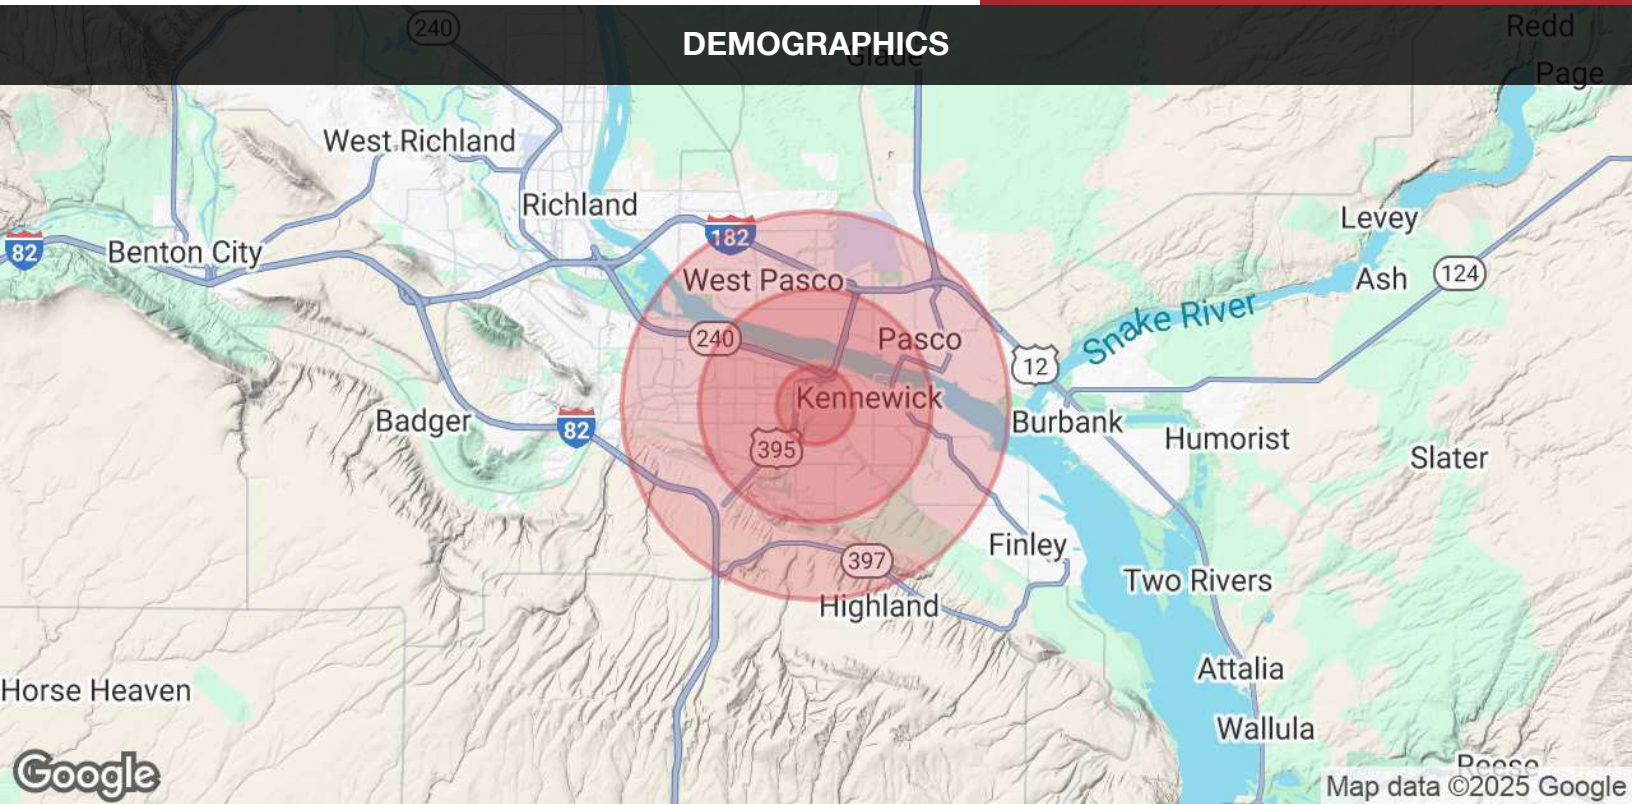 DEMOGRAPHICS
240
Glade
Redd
Page
West Richland
Richland
182
Levey
82
Benton City
West Pasco
Ash
124
Snake River
240
Pasco
12
Kennewick
Badger
82
Burbank
395
Humorist
Slater
Finley
397
Two Rivers
Highland
Attalia
Horse Heaven
Wallula
Reese
Google
Map data ©2025 Google